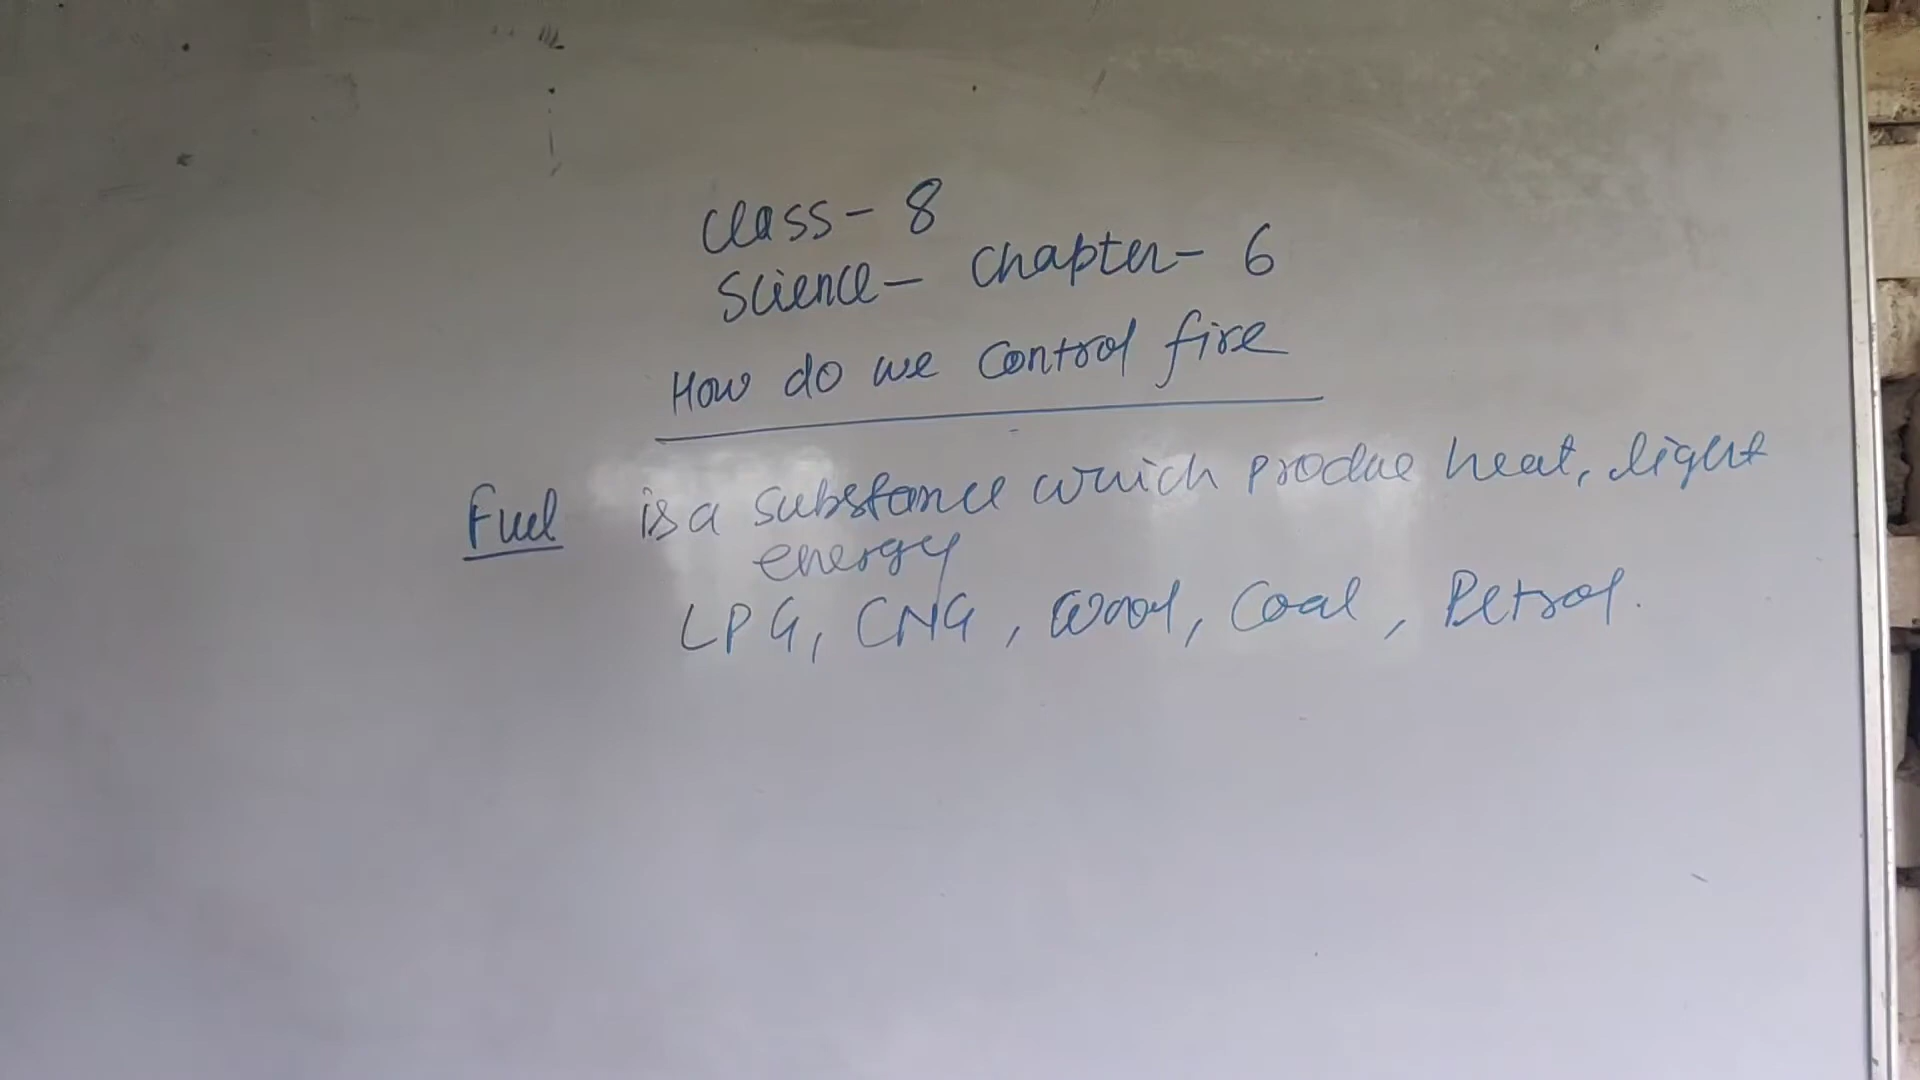 Class - 8
Science - Chapter - 6
How do we Control fire
Fuel is a substance which produe heat, light
energy
LPG, CNG, Wood, Coal, Petrol.